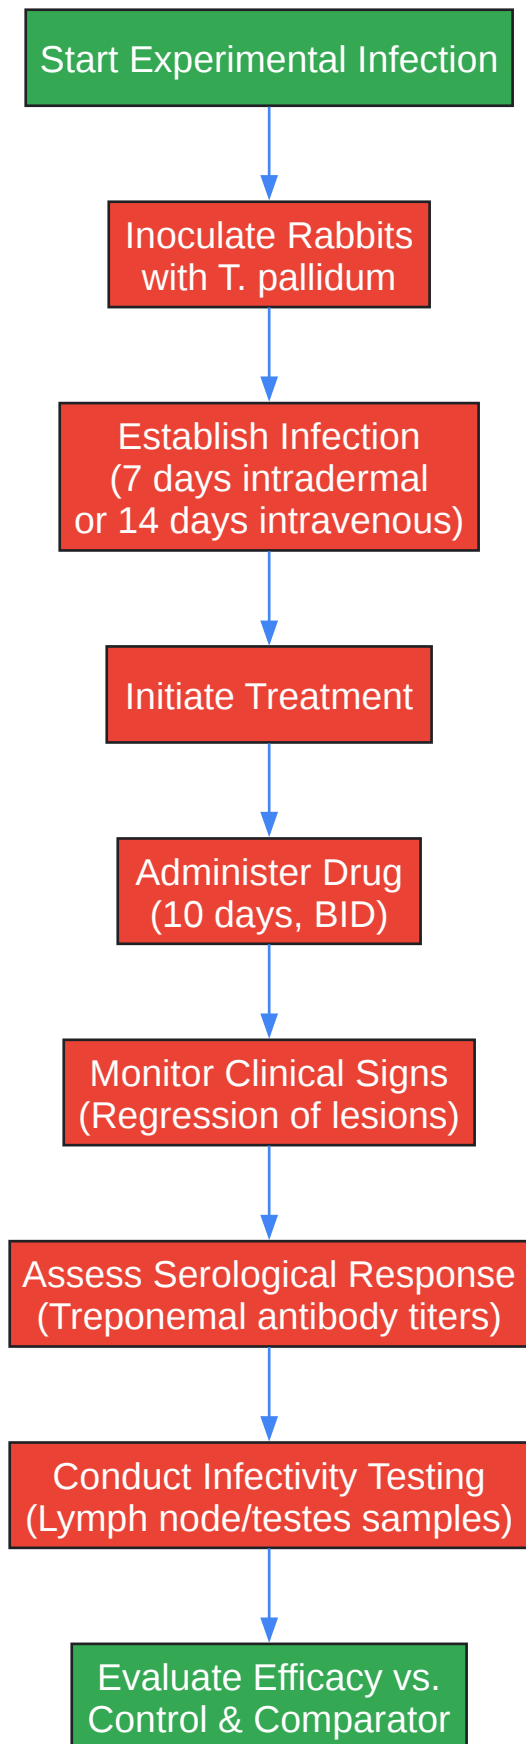 Start Experimental Infection
Inoculate Rabbits
with T. pallidum
Establish Infection
(7 days intradermal
or 14 days intravenous)
Initiate Treatment
Administer Drug
(10 days, BID)
Monitor Clinical Signs
(Regression of lesions)
Assess Serological Response
(Treponemal antibody titers)
Conduct Infectivity Testing
(Lymph node/testes samples)
Evaluate Efficacy vs.
Control & Comparator